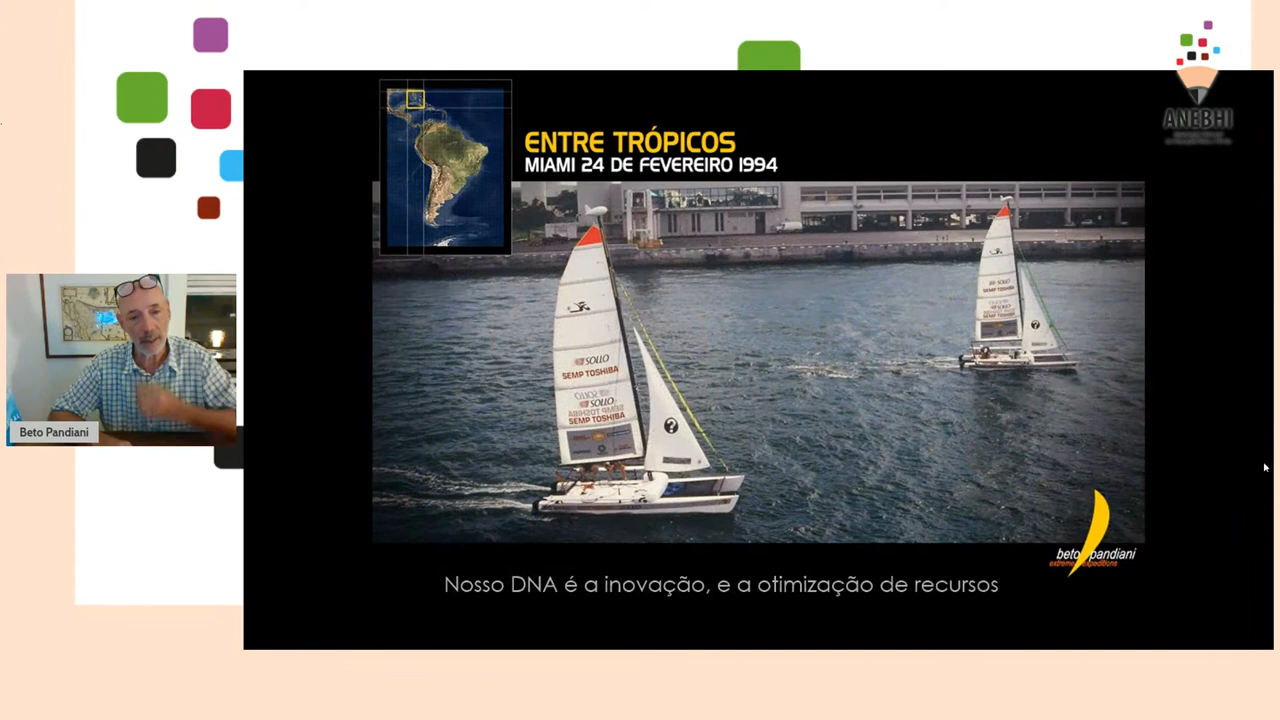 ANEBHI
ENTRE TRÓPICOS
MIAMI 24 DE FEVEREIRO 1994
SOLLO
SEMP TOSHIBA
SOLLO
SEMP TOSHIBA
?
SEMP TOSHIBA
?
Beto Pandiani
beto pandiani
extreme expeditions
Nosso DNA é a inovação, e a otimização de recursos